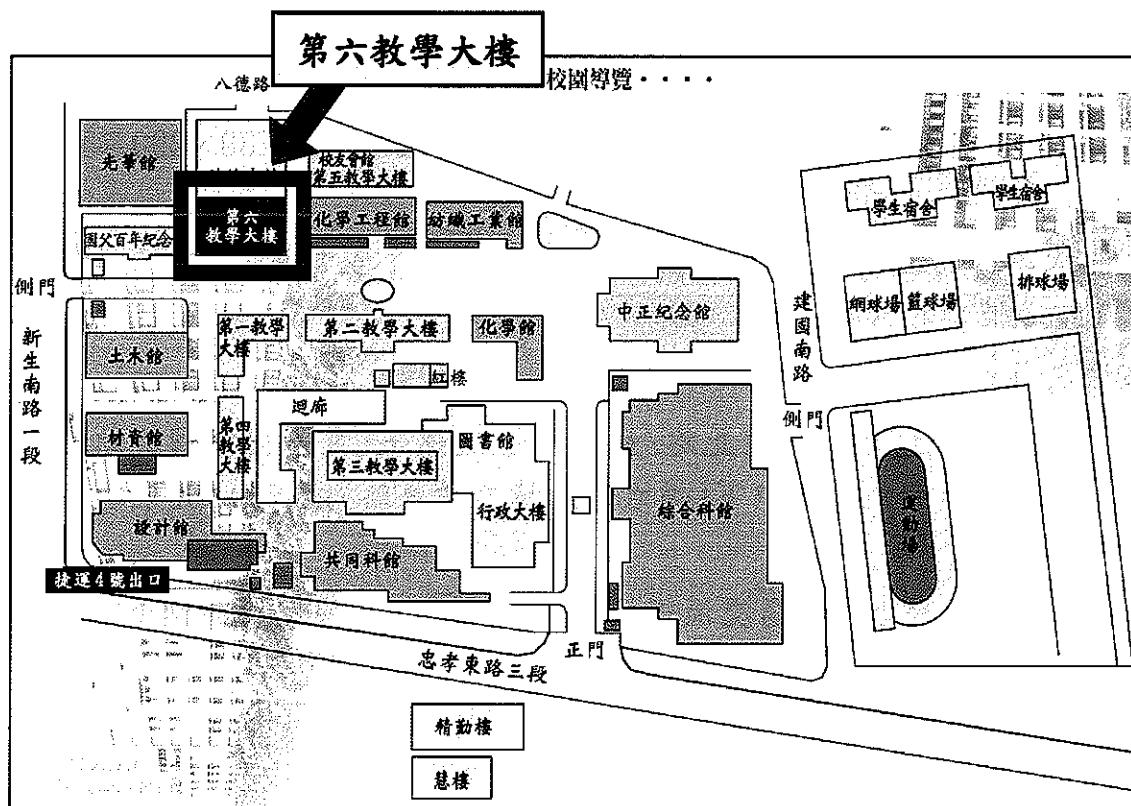 第六教學大樓
八德路
校園導覽‧‧‧‧
光華館
校友會館
第五教學大樓
第六
教學大樓
化學工程館
紡織工業館
國父百年紀念
學生宿舍
學生宿舍
側門
新生南路一段
網球場
籃球場
排球場
建國南路
中正紀念館
第一教學
大樓
第二教學大樓
化學館
土木館
紅樓
迴廊
側門
材資館
第四
教學
大樓
圖書館
第三教學大樓
行政大樓
綜合科館
運動場
設計館
共同科館
捷運4號出口
正門
忠孝東路三段
精勤樓
慧樓